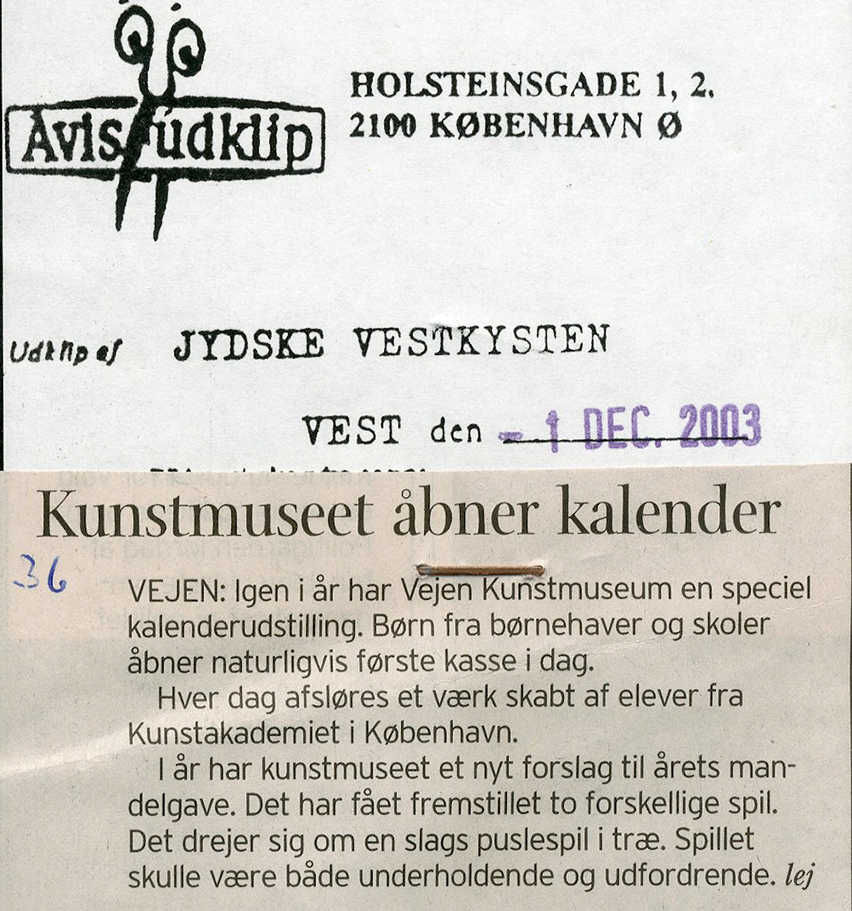 Avis udklip
HOLSTEINSGADE 1, 2.
2100 KØBENHAVN Ø
Udklip af JYDSKE VESTKYSTEN
VEST den - 1 DEC. 2003
Kunstmuseet åbner kalender
36
VEJEN: Igen i år har Vejen Kunstmuseum en speciel
kalenderudstilling. Børn fra børnehaver og skoler
åbner naturligvis første kasse i dag.
Hver dag afsløres et værk skabt af elever fra
Kunstakademiet i København.
I år har kunstmuseet et nyt forslag til årets man-
delgave. Det har fået fremstillet to forskellige spil.
Det drejer sig om en slags puslespil i træ. Spillet
skulle være både underholdende og udfordrende. lej